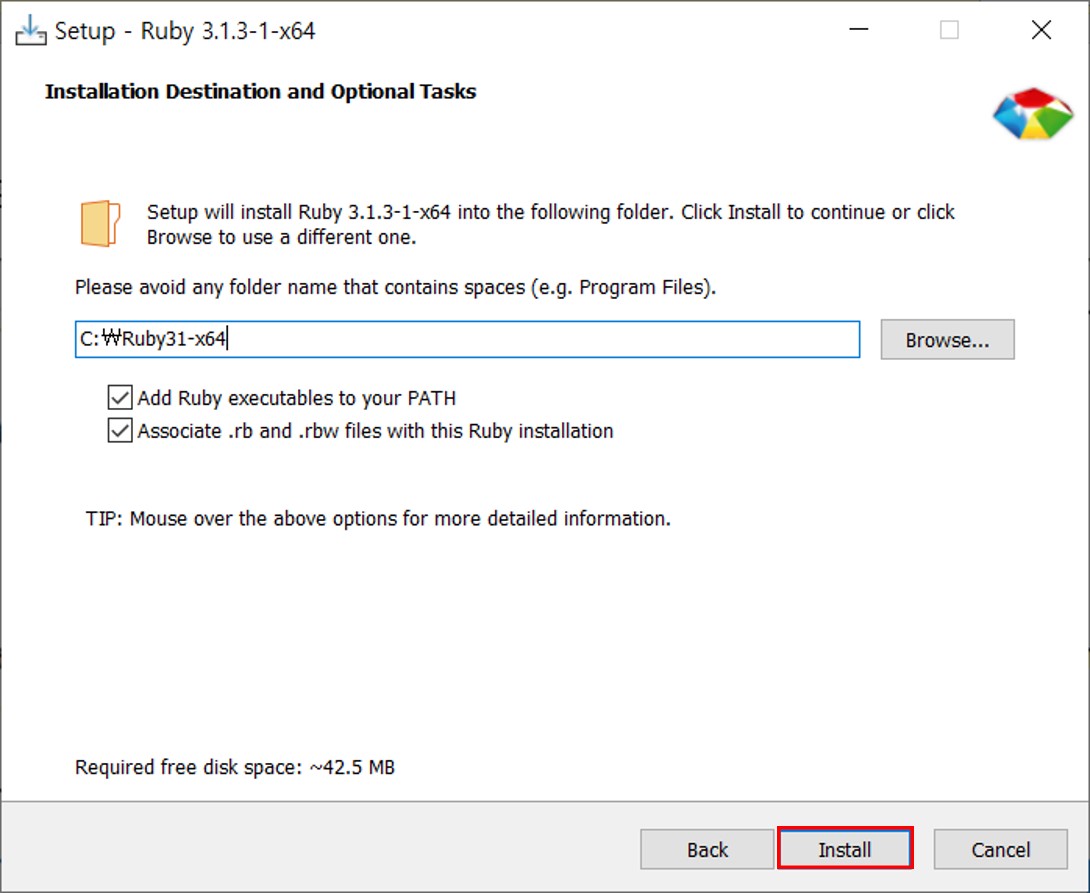 Setup - Ruby 3.1.3-1-x64
Installation Destination and Optional Tasks
Setup will install Ruby 3.1.3-1-x64 into the following folder. Click Install to continue or click
Browse to use a different one.
Please avoid any folder name that contains spaces (e.g. Program Files).
C:₩Ruby31-x64
Browse...
Add Ruby executables to your PATH
Associate .rb and .rbw files with this Ruby installation
TIP: Mouse over the above options for more detailed information.
Required free disk space: ~42.5 MB
Back
Install
Cancel